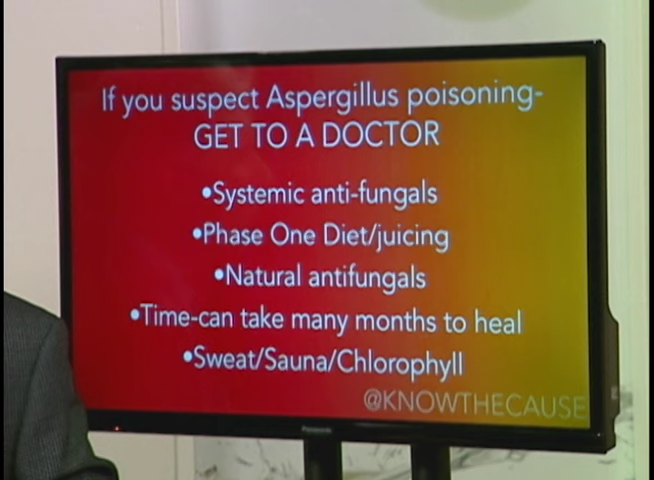 If you suspect Aspergillus poisoning-
GET TO A DOCTOR
•Systemic anti-fungals
•Phase One Diet/juicing
•Natural antifungals
•Time-can take many months to heal
•Sweat/Sauna/Chlorophyll
@KNOWTHECAUSE
Panasonic